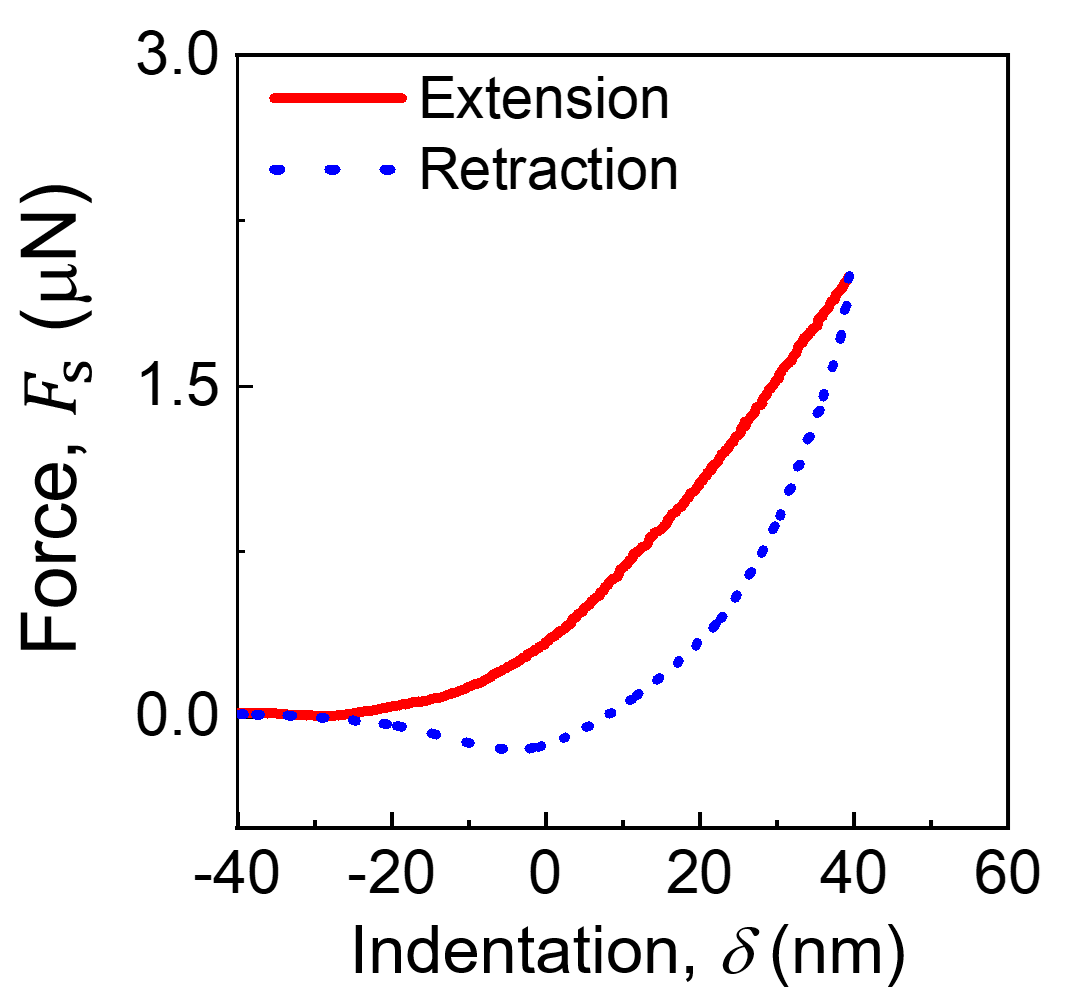 3.0
Extension
Retraction
1.5
0.0
Force, Fs (μN)
-40 -20 0 20 40 60
Indentation, δ (nm)